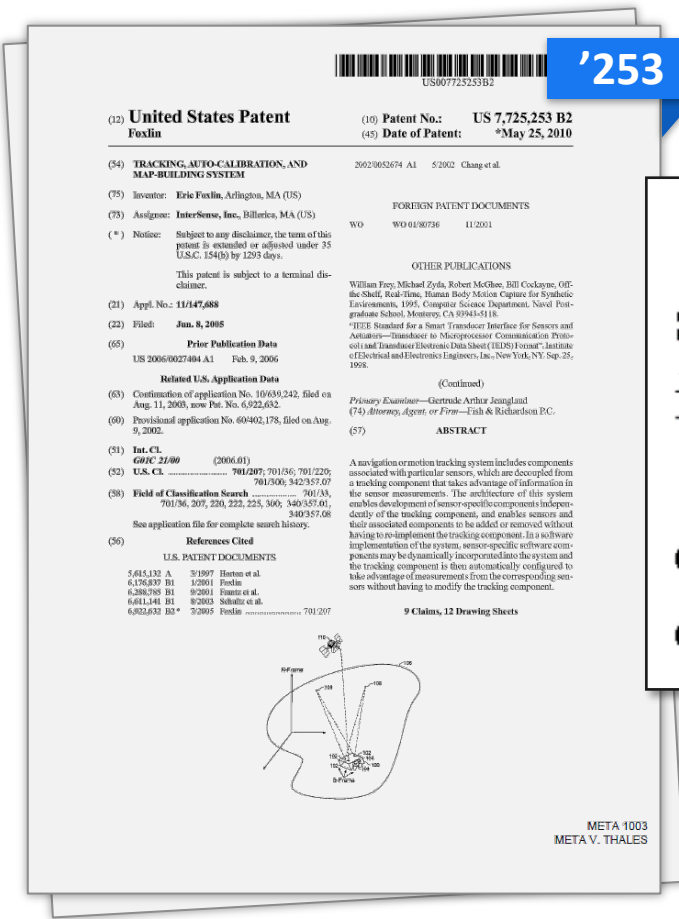 US007725253B2
’253
(12) United States Patent
Foxlin
(10) Patent No.: US 7,725,253 B2
(45) Date of Patent: *May 25, 2010
(54) TRACKING, AUTO-CALIBRATION, AND
MAP-BUILDING SYSTEM
(75) Inventor: Eric Foxlin, Arlington, MA (US)
(73) Assignee: InterSense, Inc., Billerica, MA (US)
( * ) Notice: Subject to any disclaimer, the term of this
patent is extended or adjusted under 35
U.S.C. 154(b) by 1293 days.
This patent is subject to a terminal dis-
claimer.
(21) Appl. No.: 11/147,688
(22) Filed: Jun. 8, 2005
(65) Prior Publication Data
US 2006/0027404 A1 Feb. 9, 2006
Related U.S. Application Data
(63) Continuation of application No. 10/639,242, filed on
Aug. 11, 2003, now Pat. No. 6,922,632.
(60) Provisional application No. 60/402,178, filed on Aug.
9, 2002.
(51) Int. Cl.
G01C 21/00 (2006.01)
(52) U.S. Cl. .................... 701/207; 701/36; 701/220;
701/300; 342/357.07
(58) Field of Classification Search ............... 701/33,
701/36, 207, 220, 222, 225, 300; 340/357.01,
340/357.08
See application file for complete search history.
(56) References Cited
U.S. PATENT DOCUMENTS
5,615,132 A 3/1997 Horton et al.
6,176,837 B1 1/2001 Foxlin
6,288,785 B1 9/2001 Frantz et al.
6,611,141 B1 8/2003 Schultz et al.
6,922,632 B2 * 7/2005 Foxlin ........................ 701/207
2002/0052674 A1 5/2002 Chang et al.
FOREIGN PATENT DOCUMENTS
WO WO 01/80736 11/2001
OTHER PUBLICATIONS
William Frey, Michael Zyda, Robert McGhee, Bill Cockayne, Off-
the-Shelf, Real-Time, Human Body Motion Capture for Synthetic
Environments, 1995, Computer Science Department, Navel Post-
graduate School, Monterey, CA 93943-5118.
“IEEE Standard for a Smart Transducer Interface for Sensors and
Actuators—Transducer to Microprocessor Communication Proto-
cols and Transducer Electronic Data Sheet (TEDS) Format”. Institute
of Electrical and Electronics Engineers, Inc., New York, NY. Sep. 25,
1998.
(Continued)
Primary Examiner—Gertrude Arthur Jeanglaud
(74) Attorney, Agent, or Firm—Fish & Richardson P.C.
(57) ABSTRACT
A navigation or motion tracking system includes components
associated with particular sensors, which are decoupled from
a tracking component that takes advantage of information in
the sensor measurements. The architecture of this system
enables development of sensor-specific components indepen-
dently of the tracking component, and enables sensors and
their associated components to be added or removed without
having to re-implement the tracking component. In a software
implementation of the system, sensor-specific software com-
ponents may be dynamically incorporated into the system and
the tracking component is then automatically configured to
take advantage of measurements from the corresponding sen-
sors without having to modify the tracking component.
9 Claims, 12 Drawing Sheets
110
N-Frame
106
108
108
102
104
100
102
104
B-Frame
META 1003
META V. THALES